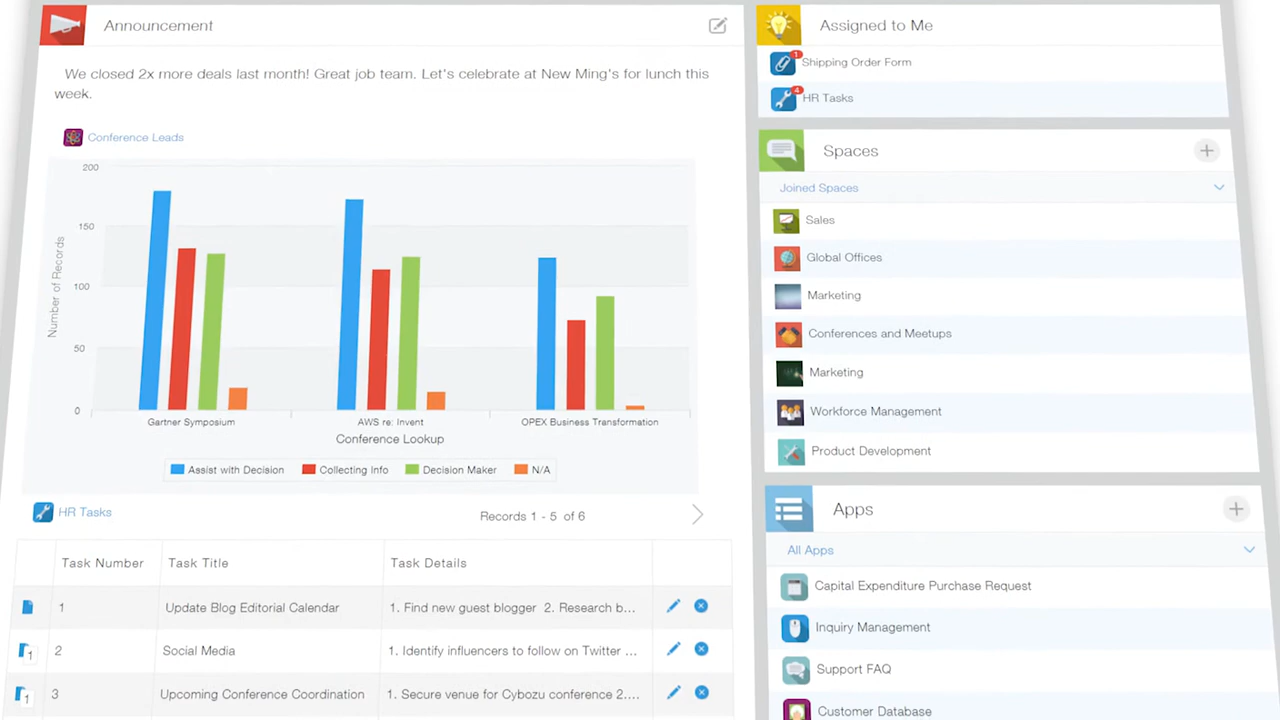 Announcement
We closed 2x more deals last month! Great job team. Let's celebrate at New Ming's for lunch this
week.
Conference Leads
200
150
100
50
0
Number of Records
Gartner Symposium
AWS re: Invent
OPEX Business Transformation
Conference Lookup
Assist with Decision
Collecting Info
Decision Maker
N/A
HR Tasks
Records 1 - 5 of 6
Task Number
Task Title
Task Details
1
Update Blog Editorial Calendar
1. Find new guest blogger 2. Research b...
1
2
Social Media
1. Identify influencers to follow on Twitter ...
1
3
Upcoming Conference Coordination
1. Secure venue for Cybozu conference 2....
Assigned to Me
1
Shipping Order Form
4
HR Tasks
Spaces
Joined Spaces
Sales
Global Offices
Marketing
Conferences and Meetups
Marketing
Workforce Management
Product Development
Apps
All Apps
Capital Expenditure Purchase Request
Inquiry Management
Support FAQ
Customer Database